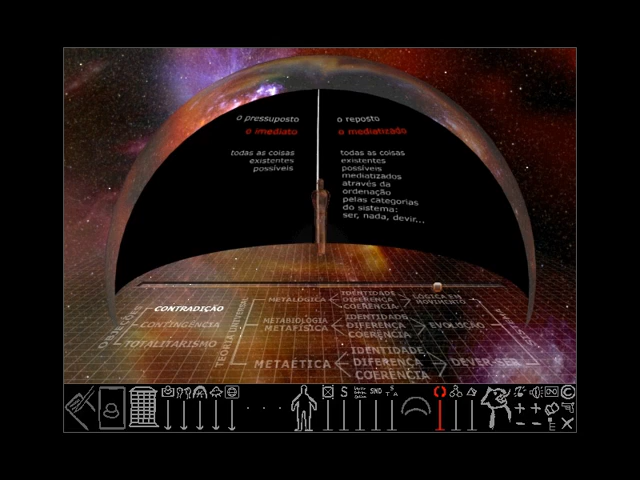 o pressuposto
o imediato
todas as coisas
existentes
possíveis
o reposto
o mediatizado
todas as coisas
existentes
possíveis
mediatizados
através da
ordenação
pelas categorias
do sistema:
ser, nada, devir...
OBJEÇÕES
CONTRADIÇÃO
CONTINGÊNCIA
TOTALITARISMO
TEORIA UNIVERSAL
METALÓGICA
IDENTIDADE
DIFERENÇA
COERÊNCIA
LÓGICA EM
MOVIMENTO
METABIOLOGIA
METAFÍSICA
IDENTIDADE
DIFERENÇA
COERÊNCIA
EVOLUÇÃO
METAÉTICA
IDENTIDADE,
DIFERENÇA
COERÊNCIA
DEVER-SER
S
SND
©
E
X